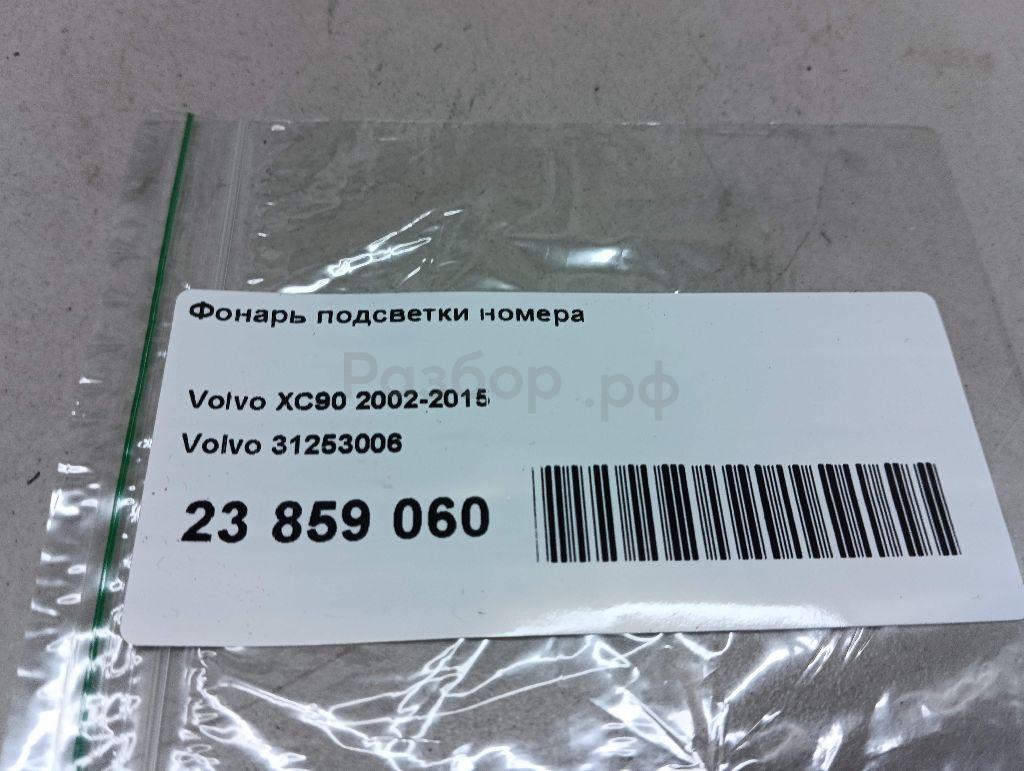 Фонарь подсветки номера
Разбор.рф
Volvo XC90 2002-2015
Volvo 31253006
23 859 060